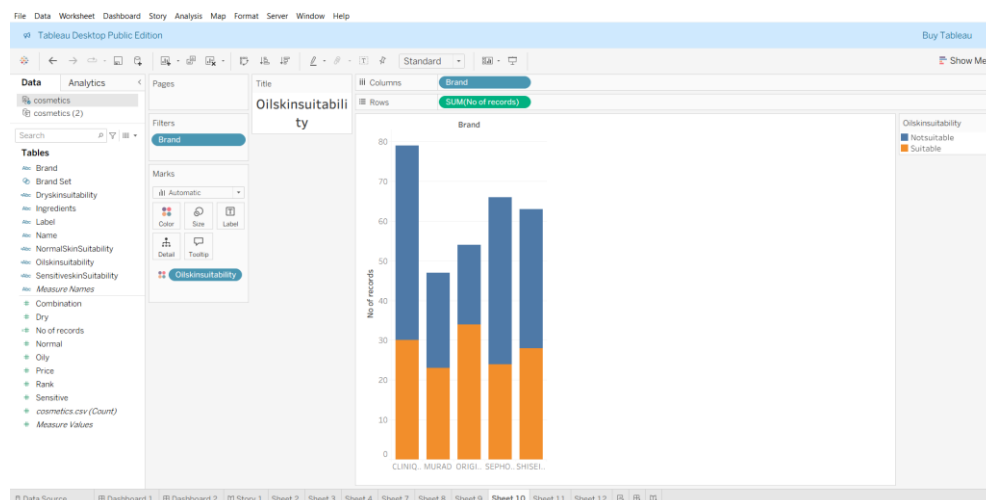 File Data Worksheet Dashboard Story Analysis Map Format Server Window Help
Tableau Desktop Public Edition Buy Tableau
Standard Show Me
Data Analytics
cosmetics
cosmetics (2)
Search
Tables
Brand
Brand Set
Dryskinsuitability
Ingredients
Label
Name
NormalSkinSuitability
Oilskinsuitability
SensitiveskinSuitability
Measure Names
Combination
Dry
No of records
Normal
Oily
Price
Rank
Sensitive
cosmetics.csv (Count)
Measure Values
Pages
Filters
Brand
Marks
Automatic
Color Size Label
Detail Tooltip
Oilskinsuitability
Title
Oilskinsuitabili
ty
Columns Brand
Rows SUM(No of records)
Brand
No of records
80
70
60
50
40
30
20
10
0
CLINIQ.. MURAD ORIGI.. SEPHO.. SHISEI..
Oilskinsuitability
Notsuitable
Suitable
Data Source Dashboard 1 Dashboard 2 Story 1 Sheet 2 Sheet 3 Sheet 4 Sheet 7 Sheet 8 Sheet 9 Sheet 10 Sheet 11 Sheet 12